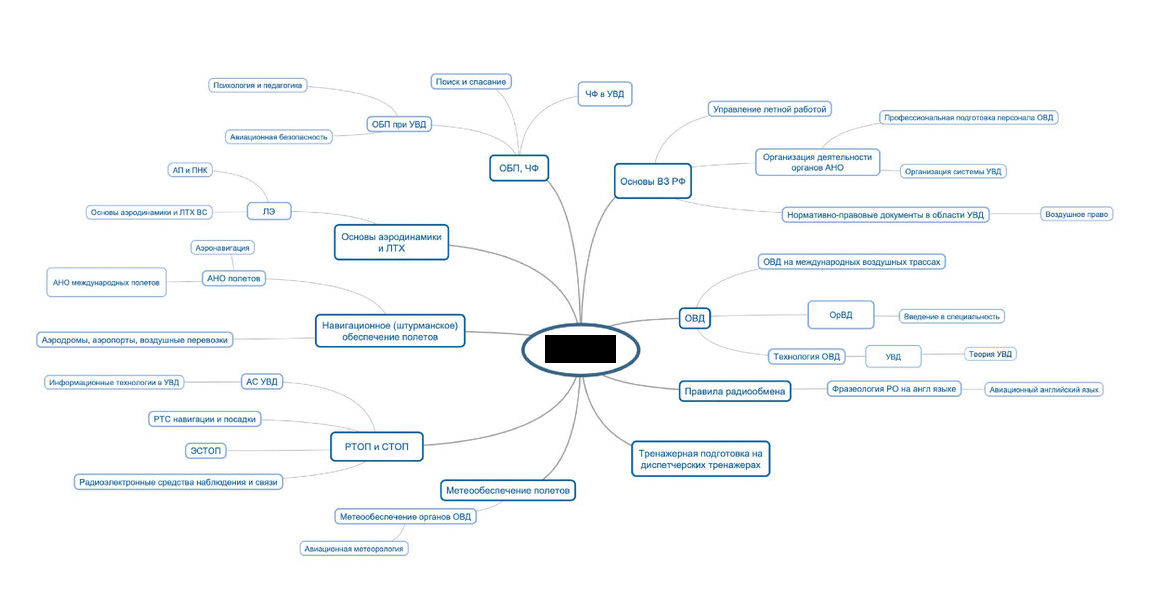 Психология и педагогика
Поиск и спасание
ЧФ в УВД
ОБП при УВД
Авиационная безопасность
ОБП, ЧФ
Управление летной работой
Профессиональная подготовка персонала ОВД
Организация деятельности
органов АНО
Организация системы УВД
Основы ВЗ РФ
Нормативно-правовые документы в области УВД
Воздушное право
АП и ПНК
Основы аэродинамики и ЛТХ ВС
ЛЭ
Основы аэродинамики
и ЛТХ
Аэронавигация
АНО полетов
АНО международных полетов
Навигационное (штурманское)
обеспечение полетов
Аэродромы, аэропорты, воздушные перевозки
ОВД на международных воздушных трассах
ОВД
ОрВД
Введение в специальность
Технология ОВД
УВД
Теория УВД
Правила радиообмена
Фразеология РО на англ языке
Авиационный английский язык
Информационные технологии в УВД
АС УВД
РТС навигации и посадки
РТОП и СТОП
ЭСТОП
Радиоэлектронные средства наблюдения и связи
Тренажерная подготовка на
диспетчерских тренажерах
Метеообеспечение полетов
Метеообеспечение органов ОВД
Авиационная метеорология